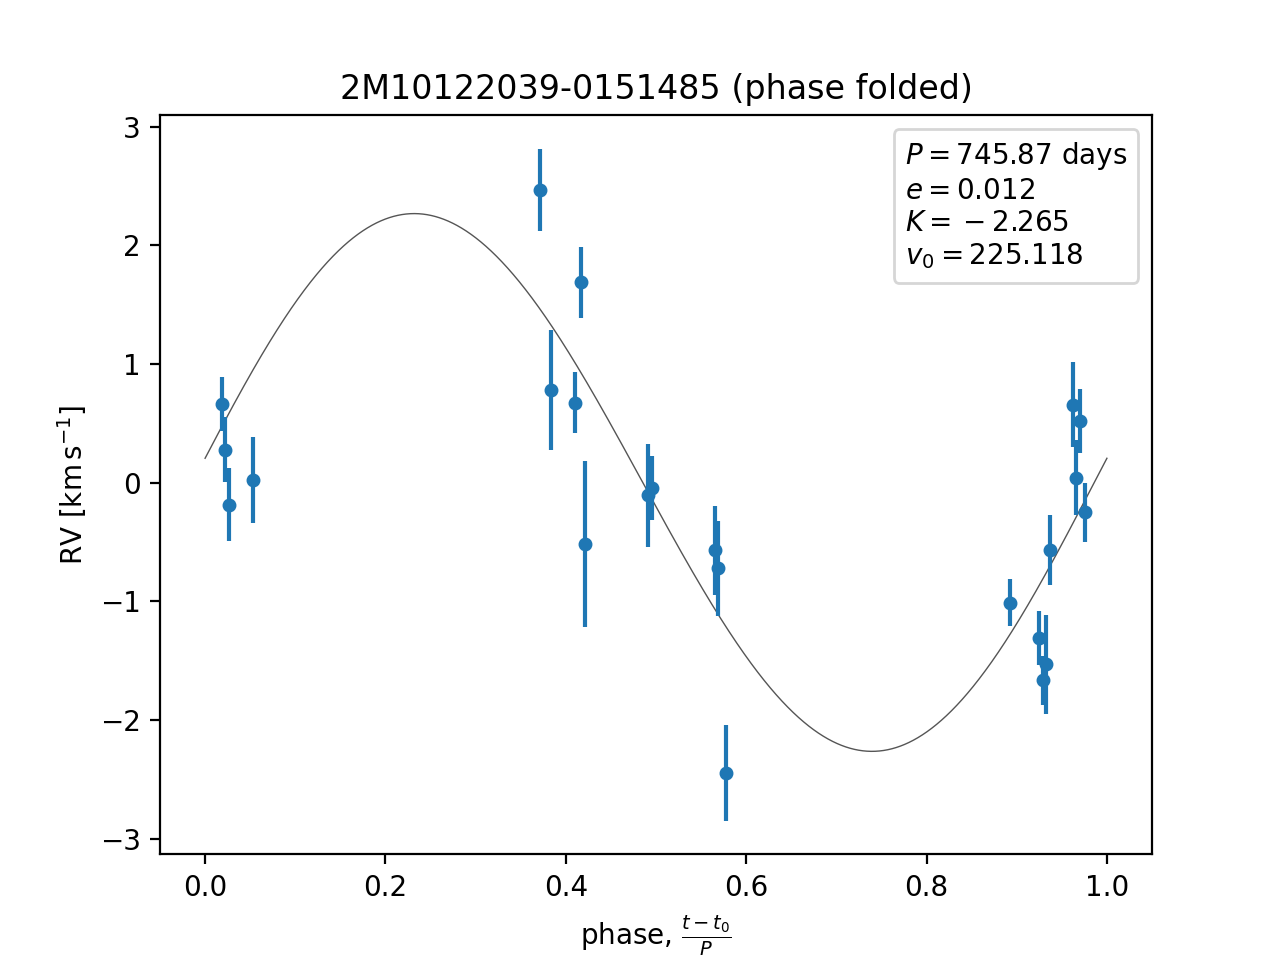 2M10122039-0151485 (phase folded)
P = 745.87 days
e = 0.012
K = −2.265
v₀ = 225.118
3
2
1
0
−1
−2
−3
RV [km s⁻¹]
0.0 0.2 0.4 0.6 0.8 1.0
phase, (t − t₀)/P